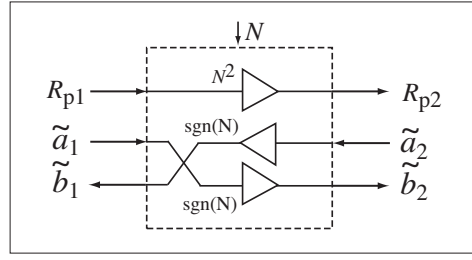 N
R_p1 N² R_p2
ã₁ sgn(N) ã₂
b̃₁ sgn(N) b̃₂